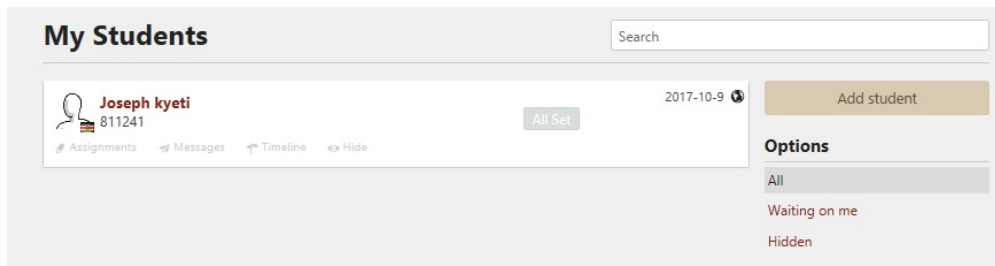 My Students
Search
Joseph kyeti
811241
All Set
2017-10-9
Assignments Messages Timeline Hide
Add student
Options
All
Waiting on me
Hidden